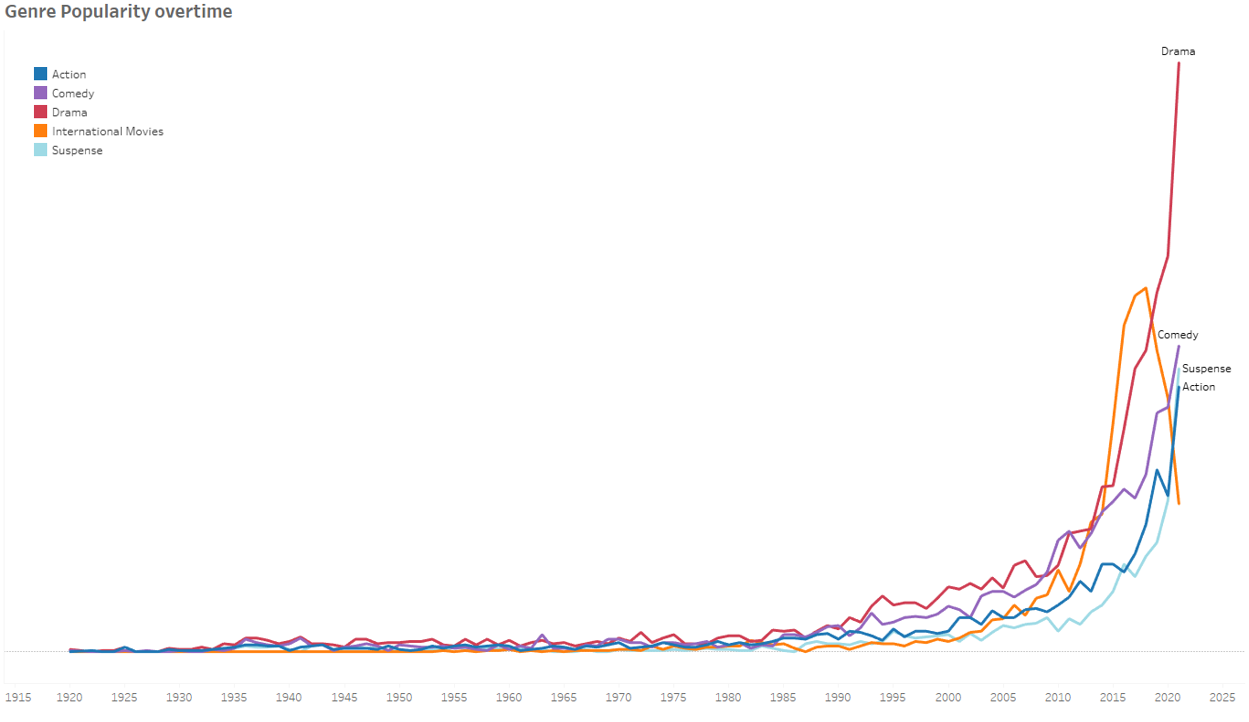 Genre Popularity overtime
Drama
Action
Comedy
Drama
International Movies
Suspense
Comedy
Suspense
Action
1915 1920 1925 1930 1935 1940 1945 1950 1955 1960 1965 1970 1975 1980 1985 1990 1995 2000 2005 2010 2015 2020 2025